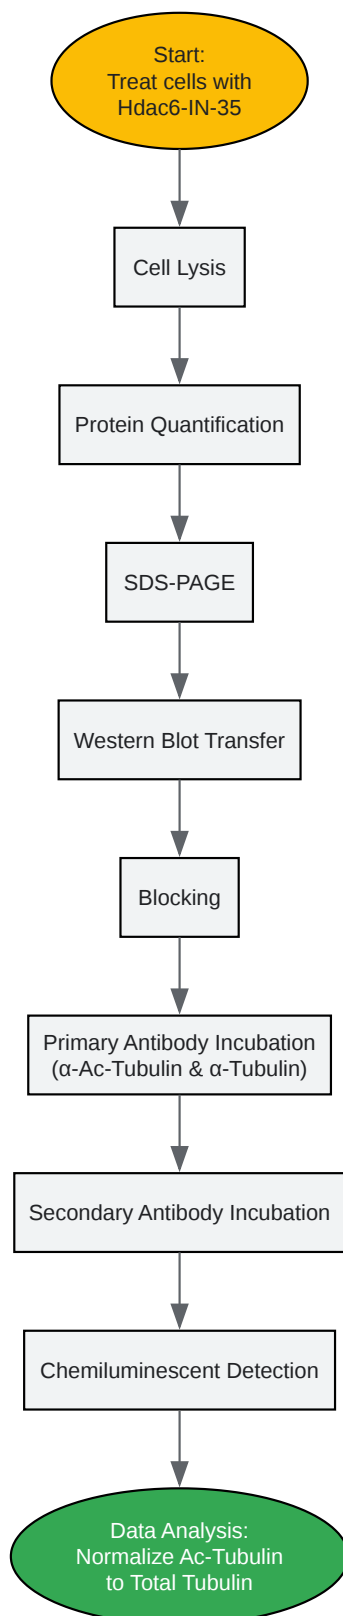 Start:
Treat cells with
Hdac6-IN-35
Cell Lysis
Protein Quantification
SDS-PAGE
Western Blot Transfer
Blocking
Primary Antibody Incubation
(α-Ac-Tubulin & α-Tubulin)
Secondary Antibody Incubation
Chemiluminescent Detection
Data Analysis:
Normalize Ac-Tubulin
to Total Tubulin